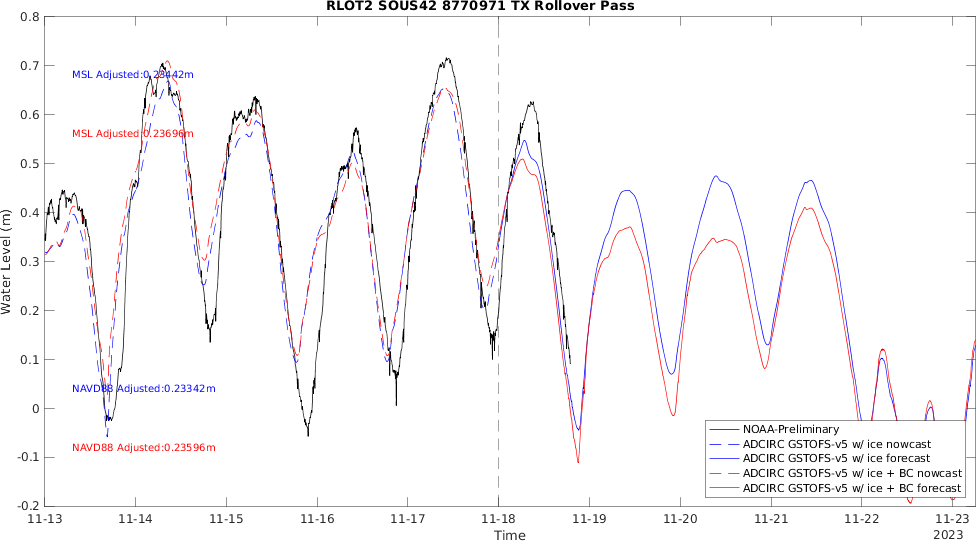 RLOT2 SOUS42 8770971 TX Rollover Pass
0.8
0.7
0.6
0.5
0.4
0.3
0.2
0.1
0
-0.1
-0.2
Water Level (m)
MSL Adjusted:0.23442m
MSL Adjusted:0.23696m
NAVD88 Adjusted:0.23342m
NAVD88 Adjusted:0.23596m
NOAA-Preliminary
ADCIRC GSTOFS-v5 w/ ice nowcast
ADCIRC GSTOFS-v5 w/ ice forecast
ADCIRC GSTOFS-v5 w/ ice + BC nowcast
ADCIRC GSTOFS-v5 w/ ice + BC forecast
11-13 11-14 11-15 11-16 11-17 11-18 11-19 11-20 11-21 11-22 11-23
Time
2023